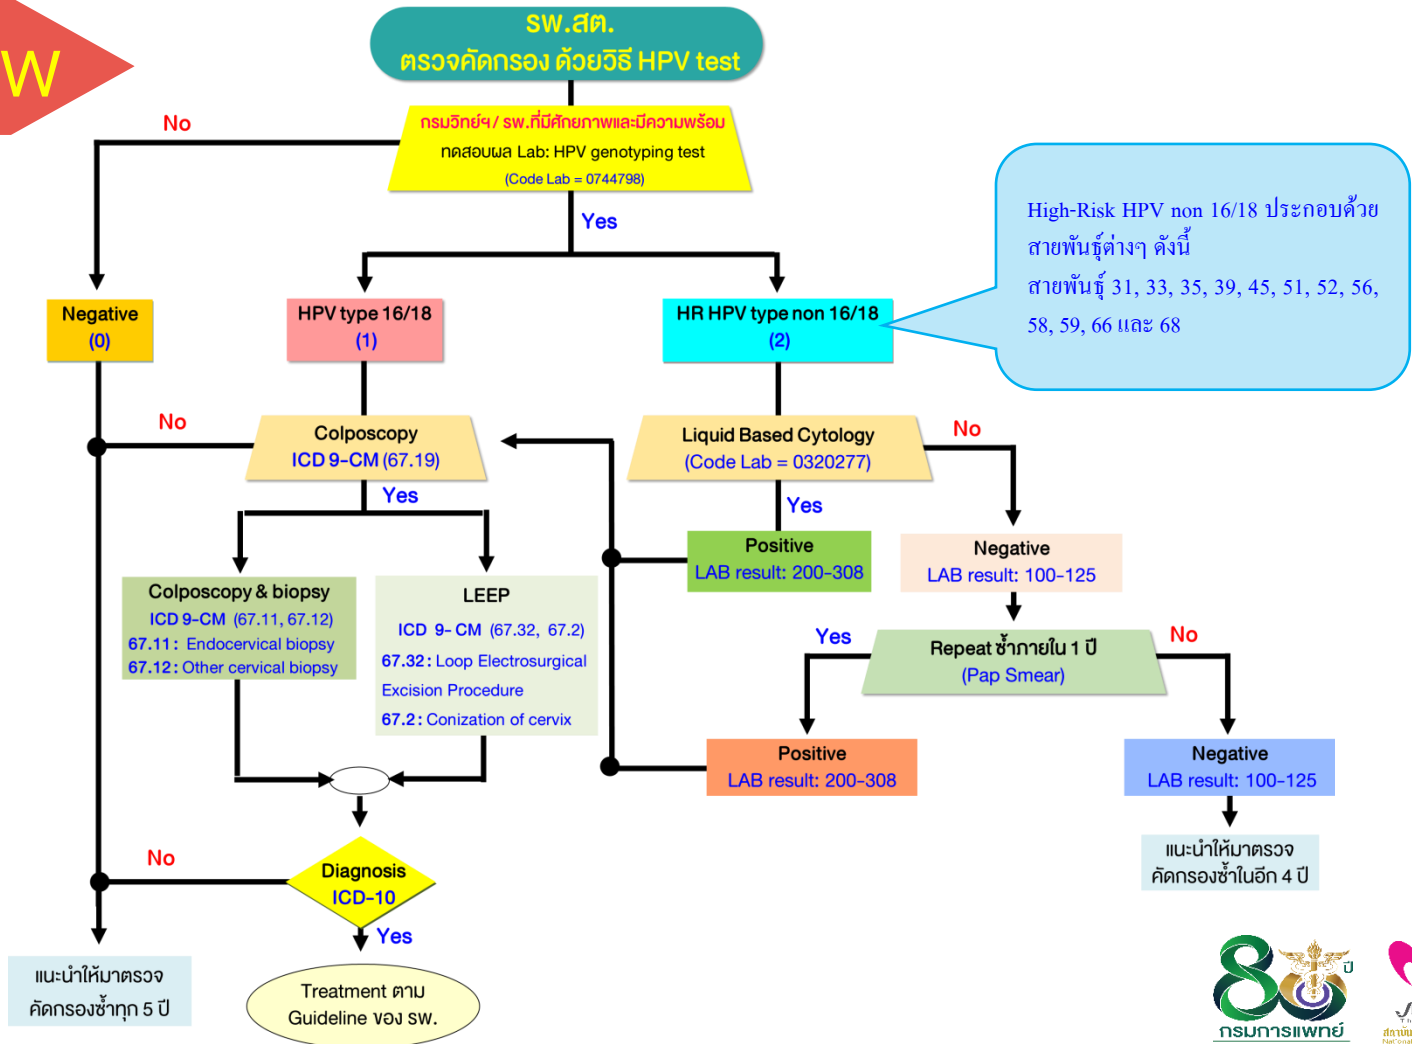 W
รพ.สต.
ตรวจคัดกรอง ด้วยวิธี HPV test
กรมวิทย์ฯ/ รพ.ที่มีศักยภาพและมีความพร้อม
ทดสอบผล Lab: HPV genotyping test
(Code Lab = 0744798)
No
Yes
High-Risk HPV non 16/18 ประกอบด้วย
สายพันธุ์ต่างๆ ดังนี้
สายพันธุ์ 31, 33, 35, 39, 45, 51, 52, 56,
58, 59, 66 และ 68
Negative
(0)
HPV type 16/18
(1)
HR HPV type non 16/18
(2)
No
Colposcopy
ICD 9-CM (67.19)
Yes
Liquid Based Cytology
(Code Lab = 0320277)
No
Yes
Positive
LAB result: 200-308
Negative
LAB result: 100-125
Colposcopy & biopsy
ICD 9-CM (67.11, 67.12)
67.11: Endocervical biopsy
67.12: Other cervical biopsy
LEEP
ICD 9- CM (67.32, 67.2)
67.32: Loop Electrosurgical
Excision Procedure
67.2: Conization of cervix
Yes
Repeat ซ้ำภายใน 1 ปี
(Pap Smear)
No
Positive
LAB result: 200-308
Negative
LAB result: 100-125
แนะนำให้มาตรวจ
คัดกรองซ้ำในอีก 4 ปี
No
Diagnosis
ICD-10
Yes
แนะนำให้มาตรวจ
คัดกรองซ้ำทุก 5 ปี
Treatment ตาม
Guideline ของ รพ.
80 ปี
กรมการแพทย์